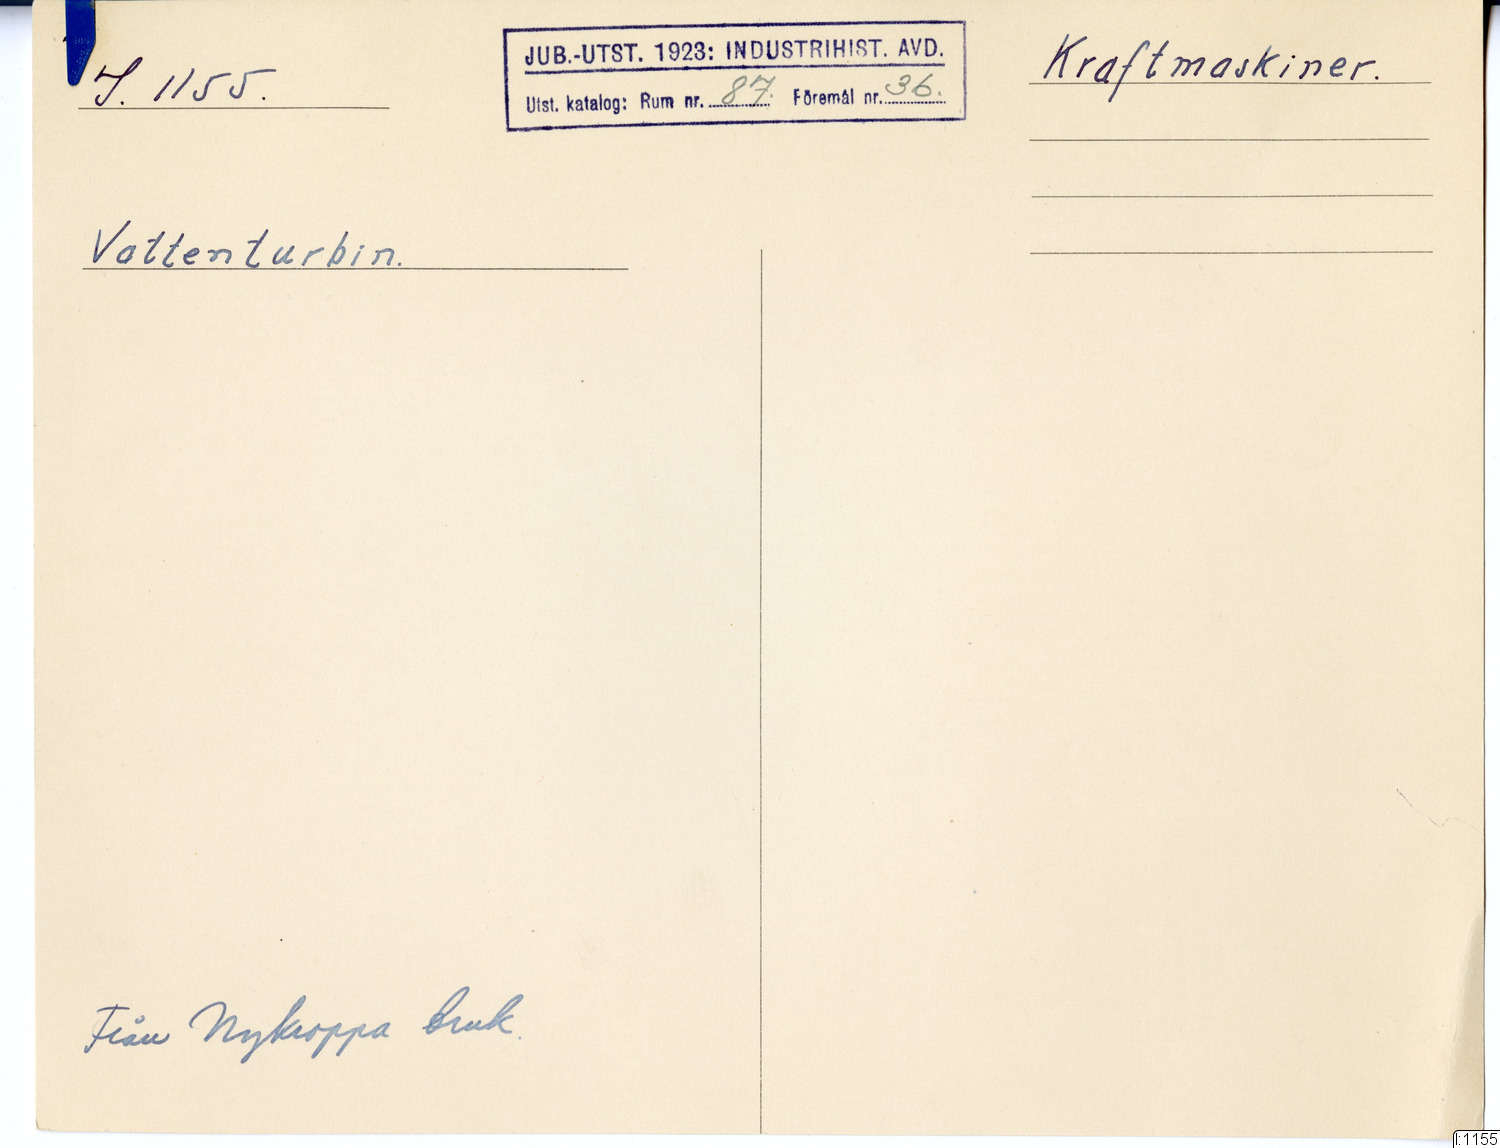 I. 1155.
JUB.-UTST. 1923: INDUSTRIHIST. AVD.
Utst. katalog: Rum nr. 87. Föremål nr. 36.
Kraftmaskiner.
Vattenturbin.
Från Nykroppa bruk.
I:1155